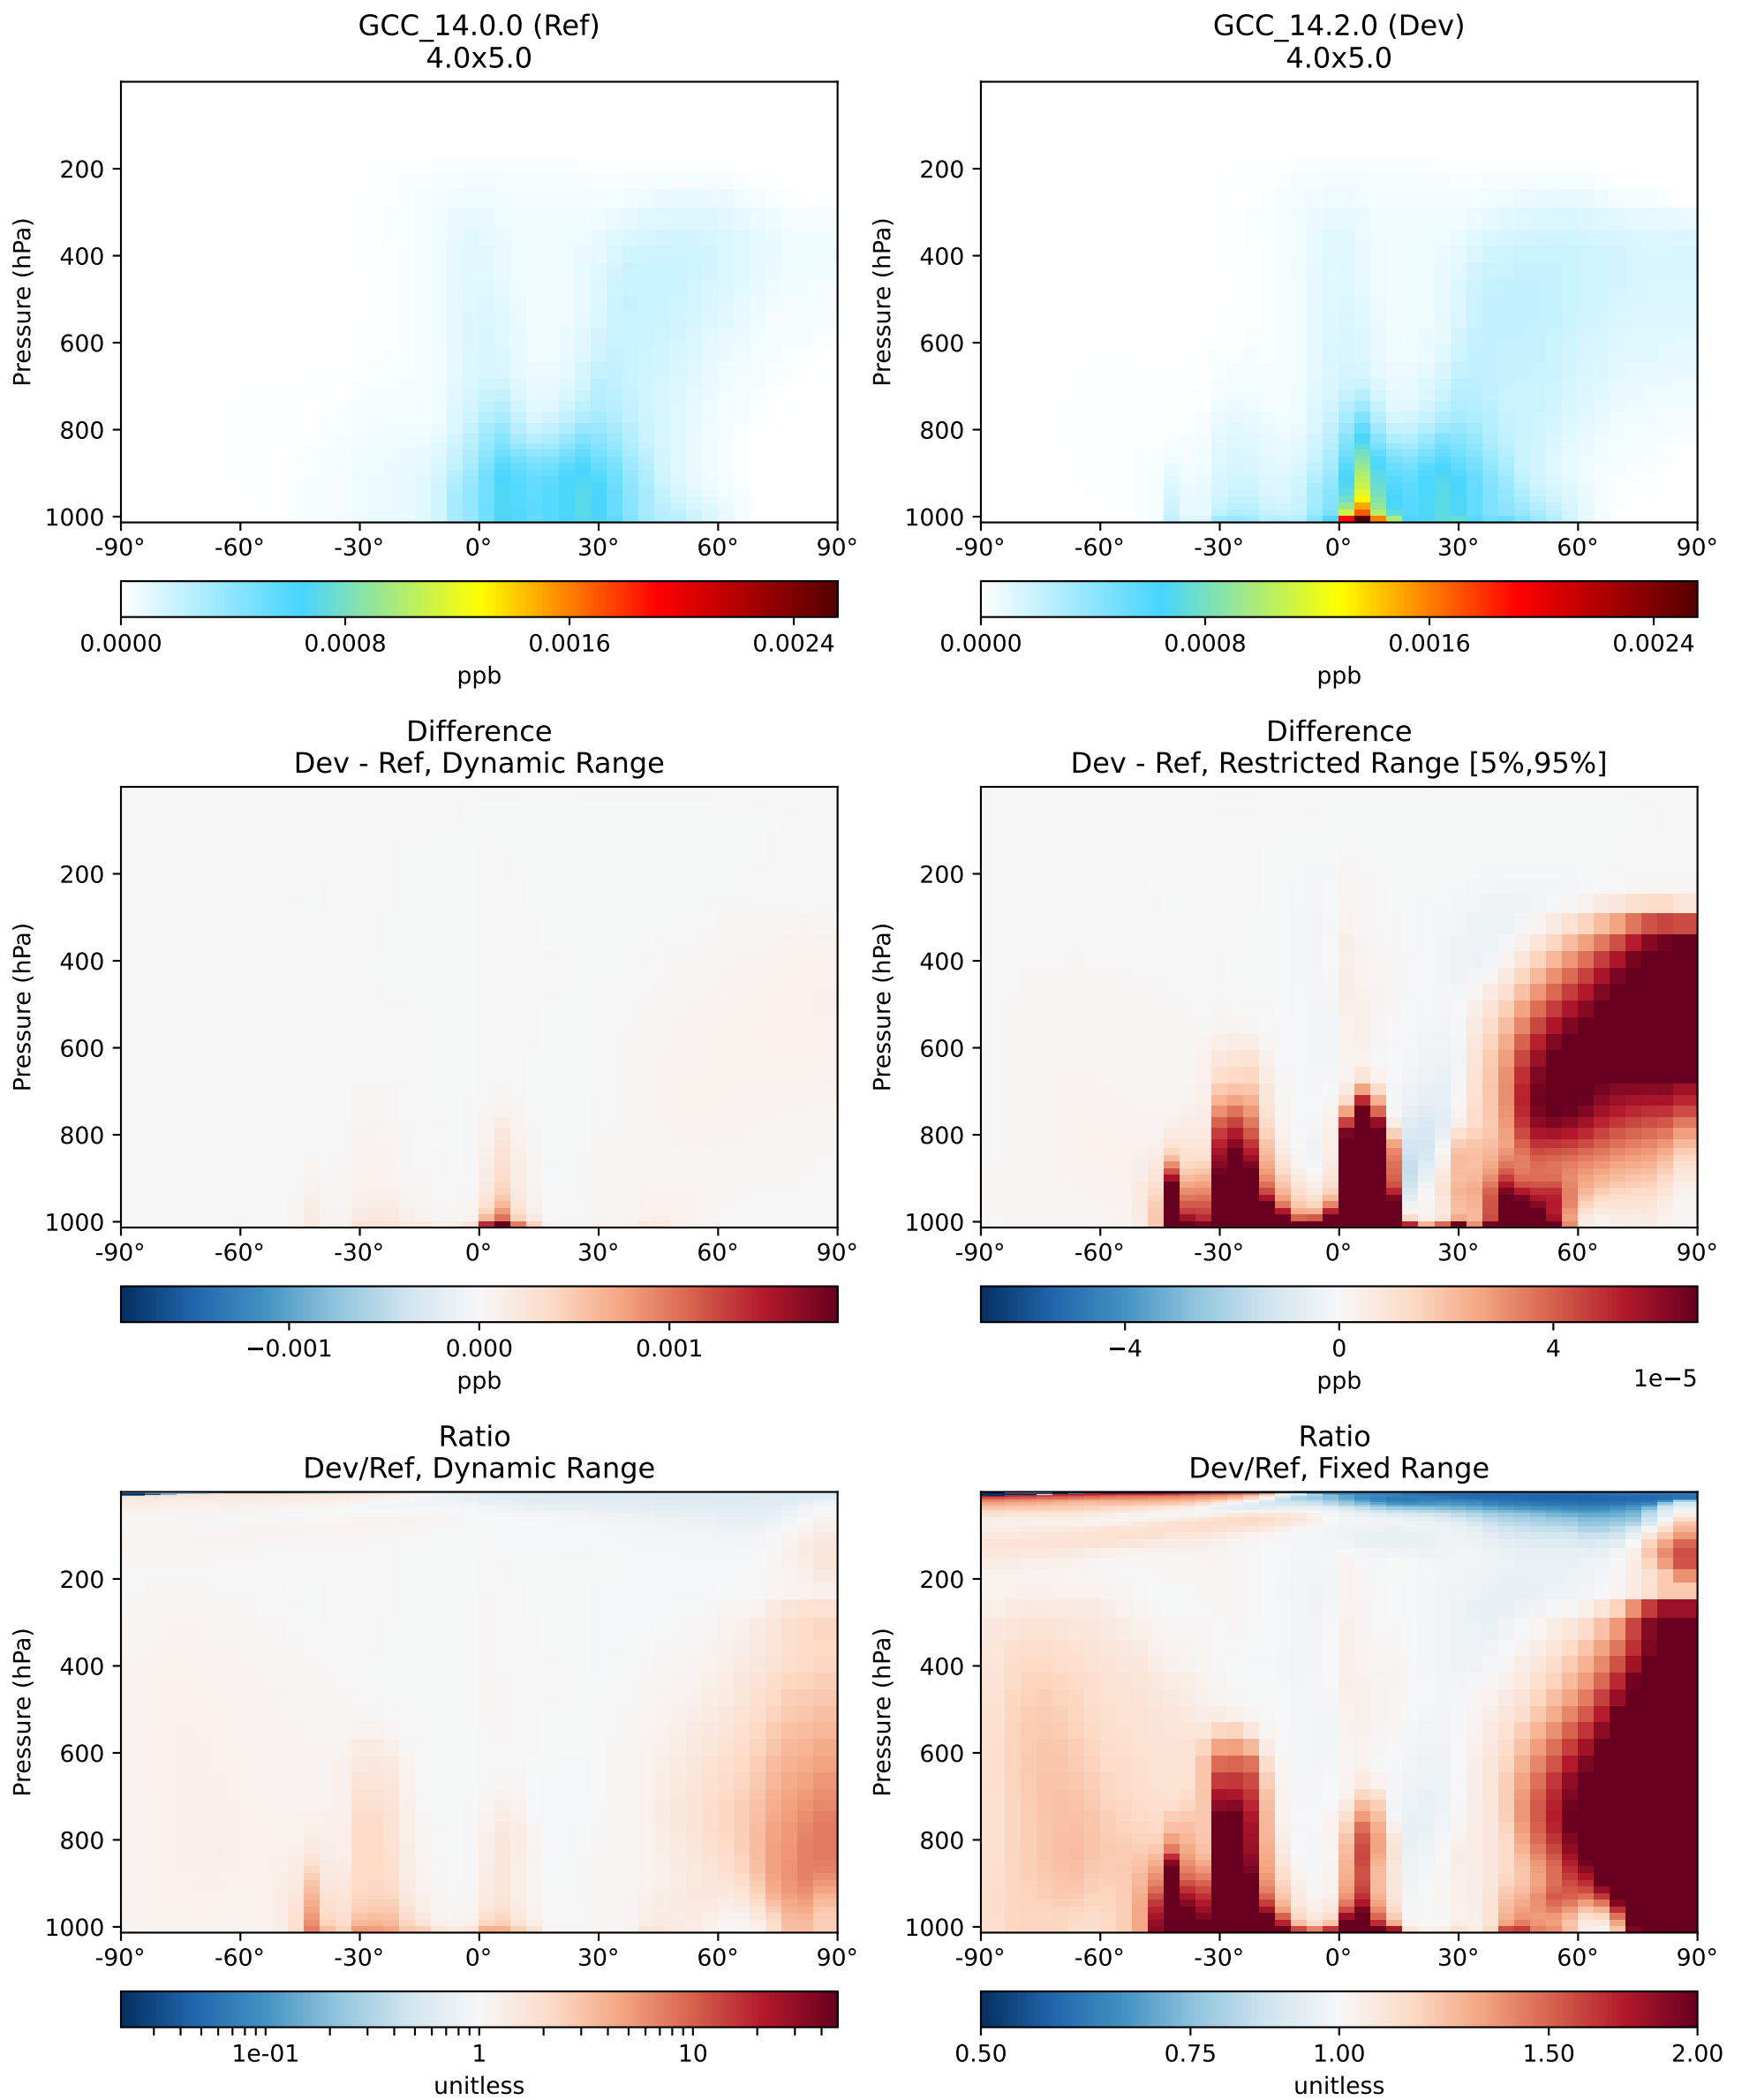 GCC_14.0.0 (Ref)
4.0x5.0
Pressure (hPa)
200
400
600
800
1000
-90° -60° -30° 0° 30° 60° 90°
0.0000 0.0008 0.0016 0.0024
ppb
GCC_14.2.0 (Dev)
4.0x5.0
Pressure (hPa)
200
400
600
800
1000
-90° -60° -30° 0° 30° 60° 90°
0.0000 0.0008 0.0016 0.0024
ppb
Difference
Dev - Ref, Dynamic Range
Pressure (hPa)
200
400
600
800
1000
-90° -60° -30° 0° 30° 60° 90°
−0.001 0.000 0.001
ppb
Difference
Dev - Ref, Restricted Range [5%,95%]
Pressure (hPa)
200
400
600
800
1000
-90° -60° -30° 0° 30° 60° 90°
−4 0 4
1e−5
ppb
Ratio
Dev/Ref, Dynamic Range
Pressure (hPa)
200
400
600
800
1000
-90° -60° -30° 0° 30° 60° 90°
1e-01 1 10
unitless
Ratio
Dev/Ref, Fixed Range
Pressure (hPa)
200
400
600
800
1000
-90° -60° -30° 0° 30° 60° 90°
0.50 0.75 1.00 1.50 2.00
unitless